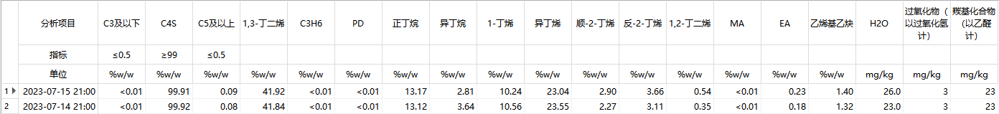 分析项目 C3及以下 C4S C5及以上 1,3-丁二烯 C3H6 PD 正丁烷 异丁烷 1-丁烯 异丁烯 顺-2-丁烯 反-2-丁烯 1,2-丁二烯 MA EA 乙烯基乙炔 H2O 过氧化物（以过氧化氢计） 羰基化合物（以乙醛计）
指标 ≤0.5 ≥99 ≤0.5
单位 %w/w %w/w %w/w %w/w %w/w %w/w %w/w %w/w %w/w %w/w %w/w %w/w %w/w %w/w %w/w %w/w mg/kg mg/kg mg/kg
1 2023-07-15 21:00 <0.01 99.91 0.09 41.92 <0.01 <0.01 13.17 2.81 10.24 23.04 2.90 3.66 0.54 <0.01 0.23 1.40 26.0 3 23
2 2023-07-14 21:00 <0.01 99.92 0.08 41.84 <0.01 <0.01 13.12 3.64 10.56 23.55 2.27 3.11 0.35 <0.01 0.18 1.32 23.0 3 23